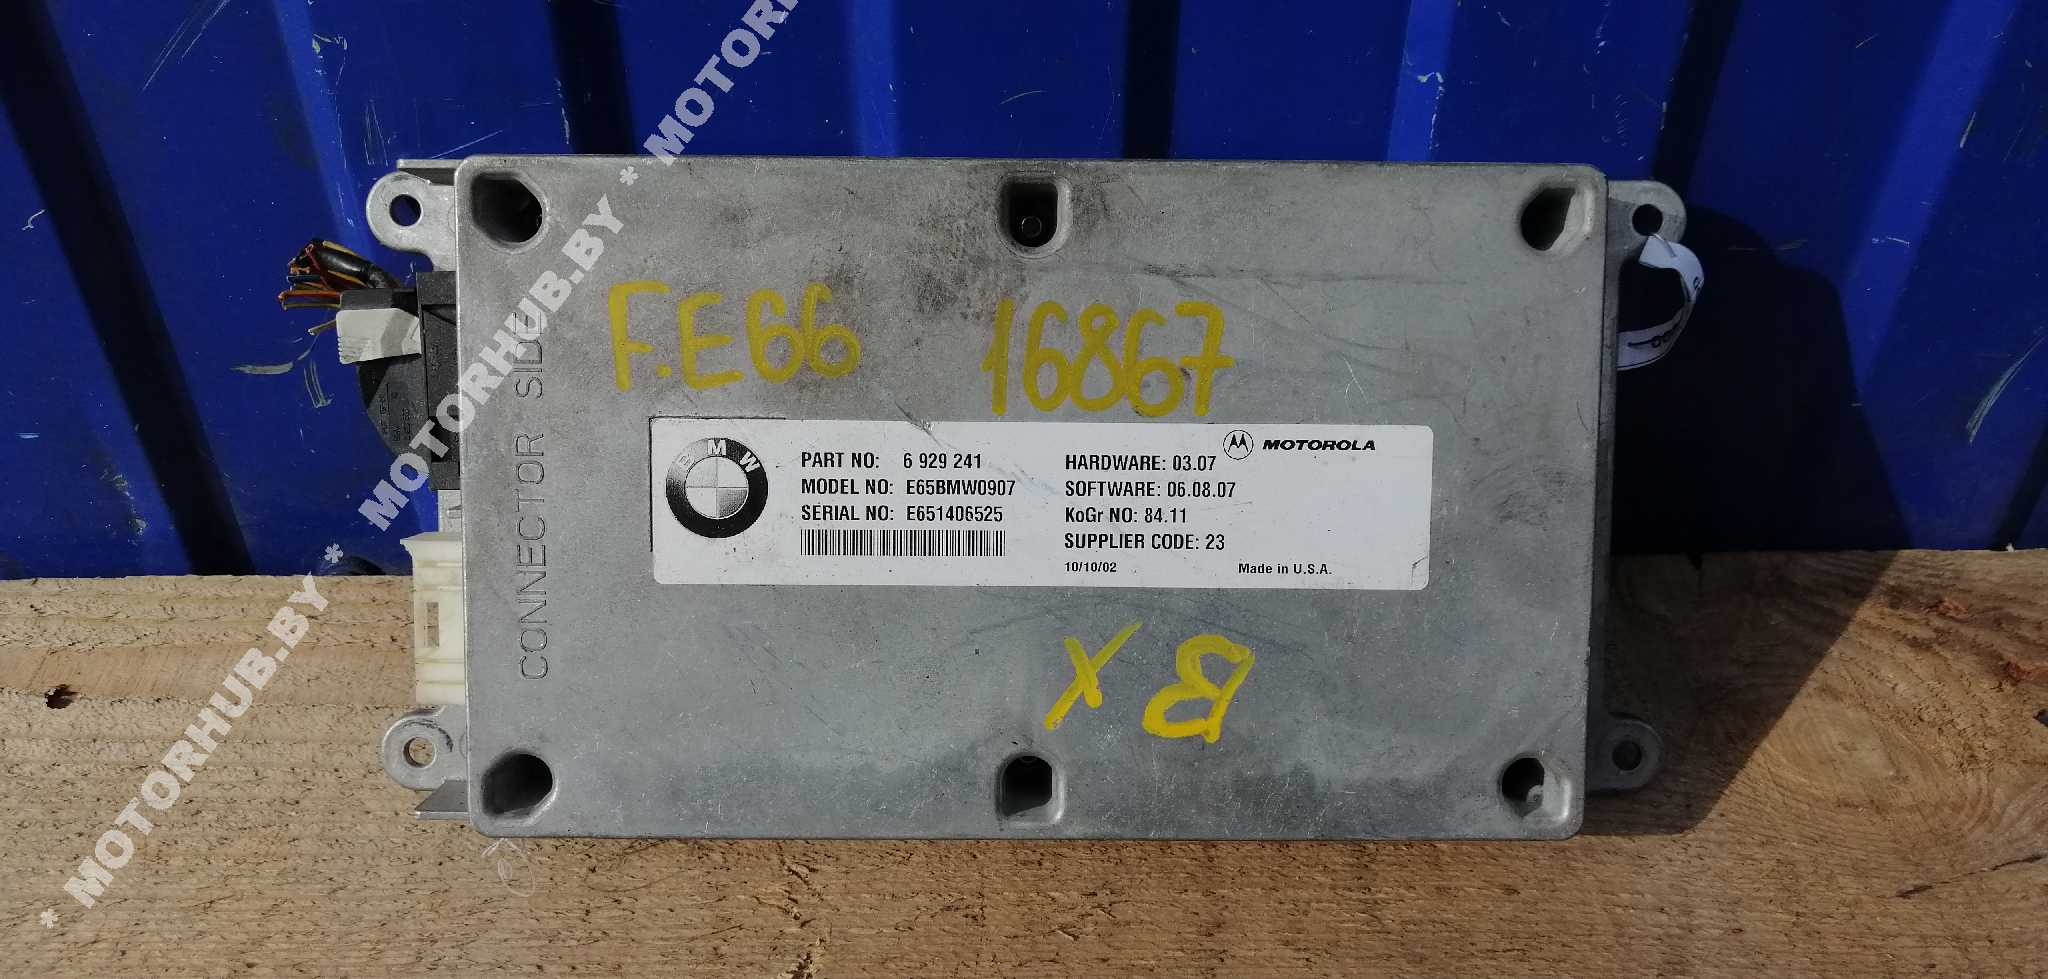 F.E66 16867
CONNECTOR SIDE
BMW
MOTOROLA
PART NO: 6 929 241
MODEL NO: E65BMW0907
SERIAL NO: E651406525
HARDWARE: 03.07
SOFTWARE: 06.08.07
KoGr NO: 84.11
SUPPLIER CODE: 23
10/10/02
Made in U.S.A.
X B
* MOTORHUB.BY * MOTORHUB.BY * MOTOR